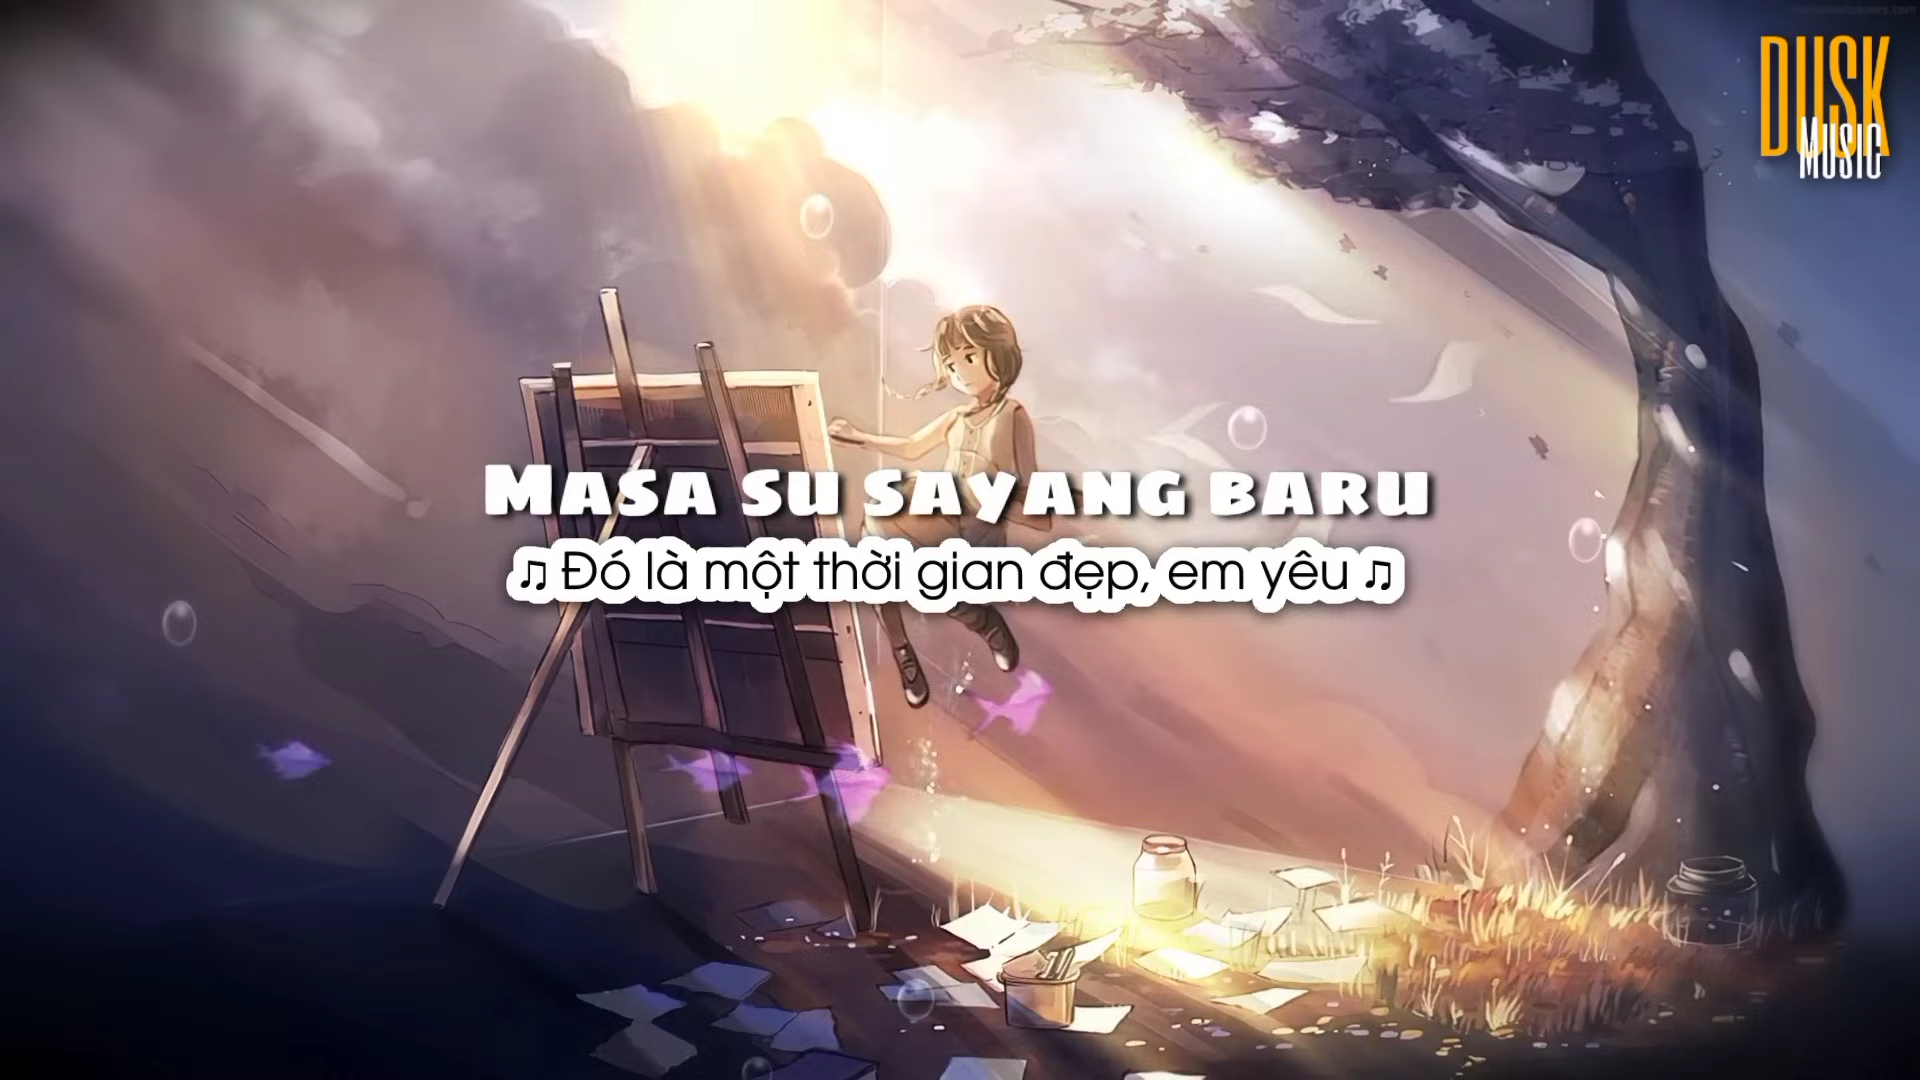 DUSK
MUSIC
MASA SU SAYANG BARU
♫ Đó là một thời gian đẹp, em yêu ♫